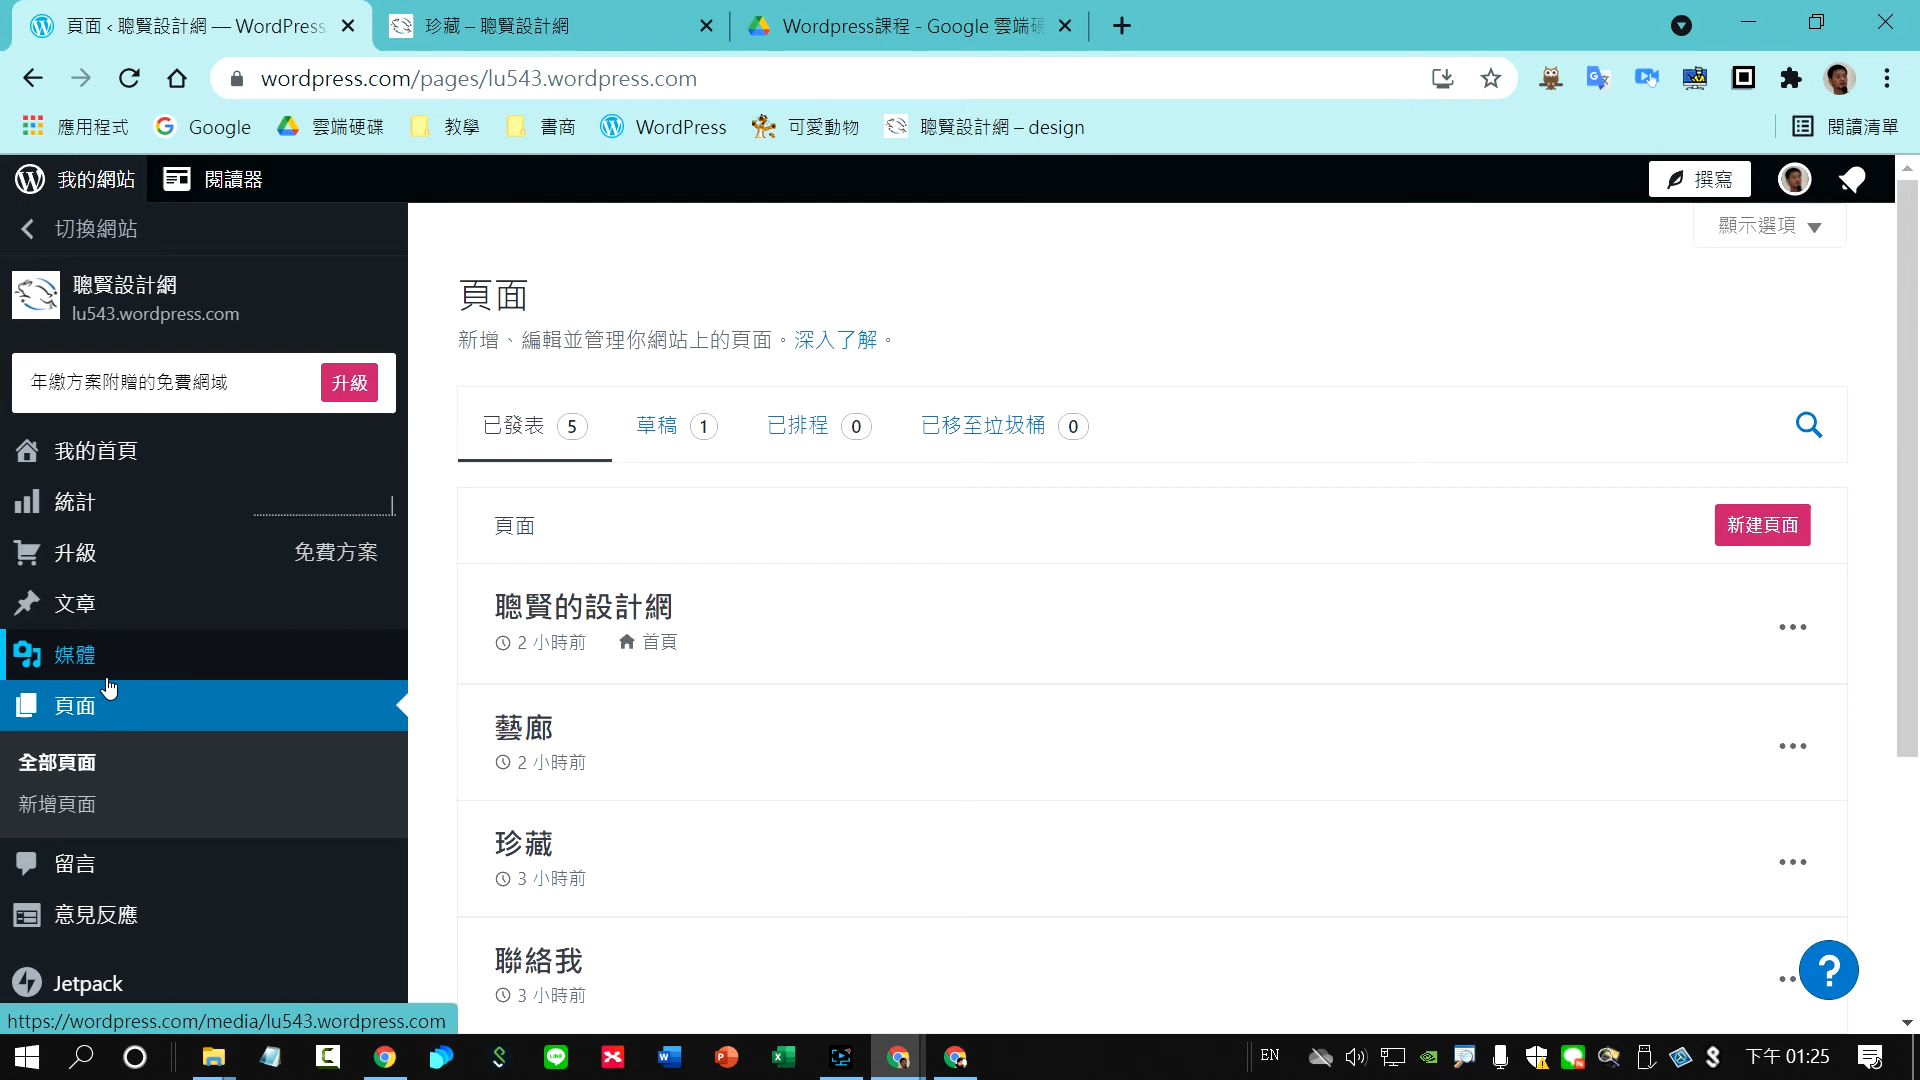 頁面 ‹ 聰賢設計網 — WordPress
珍藏 – 聰賢設計網
Wordpress課程 - Google 雲端硬
wordpress.com/pages/lu543.wordpress.com
應用程式
Google
雲端硬碟
教學
書商
WordPress
可愛動物
聰賢設計網 – design
閱讀清單
我的網站
閱讀器
撰寫
切換網站
顯示選項
聰賢設計網
lu543.wordpress.com
年繳方案附贈的免費網域
升級
我的首頁
統計
升級
免費方案
文章
媒體
頁面
全部頁面
新增頁面
留言
意見反應
Jetpack
https://wordpress.com/media/lu543.wordpress.com
頁面
新增、編輯並管理你網站上的頁面。深入了解。
已發表 5
草稿 1
已排程 0
已移至垃圾桶 0
頁面
新建頁面
聰賢的設計網
2 小時前
首頁
藝廊
2 小時前
珍藏
3 小時前
聯絡我
3 小時前
?
EN
下午 01:25